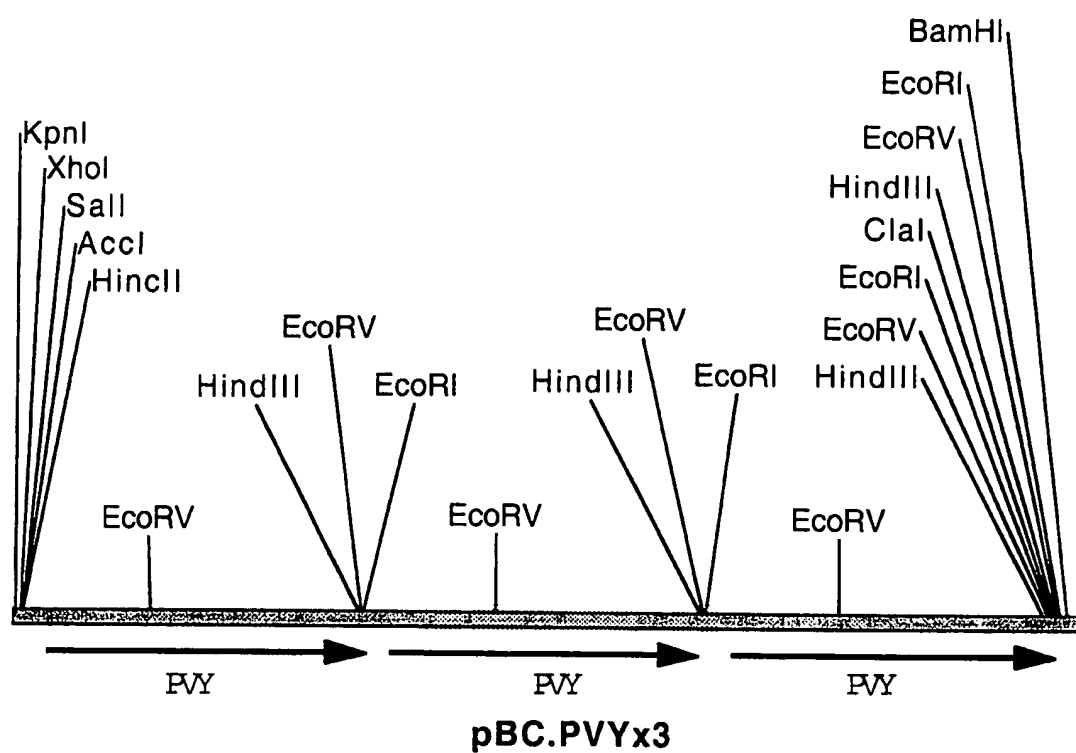 BamHI
EcoRI
KpnI
EcoRV
XhoI
HindIII
SalI
ClaI
AccI
EcoRI
HincII
EcoRV
EcoRV
EcoRV
HindIII
EcoRI
HindIII
EcoRI
HindIII
EcoRV
EcoRV
EcoRV
PVY
PVY
PVY
pBC.PVYx3